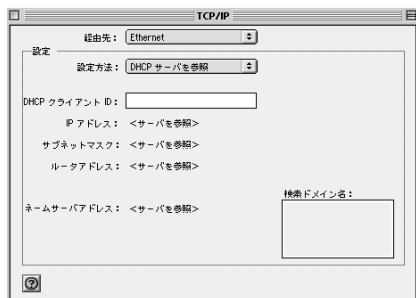 TCP/IP
経由先： Ethernet
設定
設定方法： DHCP サーバを参照
DHCP クライアント ID：
IP アドレス： <サーバを参照>
サブネットマスク： <サーバを参照>
ルータアドレス： <サーバを参照>
検索ドメイン名：
ネームサーバアドレス： <サーバを参照>
?